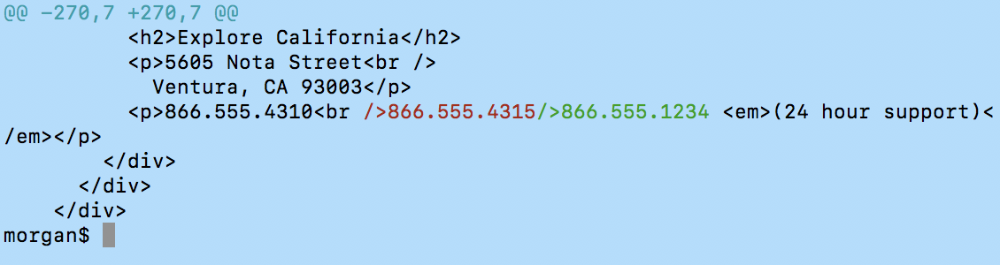 @@ -270,7 +270,7 @@
          <h2>Explore California</h2>
          <p>5605 Nota Street<br />
            Ventura, CA 93003</p>
          <p>866.555.4310<br />866.555.4315/>866.555.1234 <em>(24 hour support)<
/em></p>
        </div>
      </div>
    </div>
morgan$